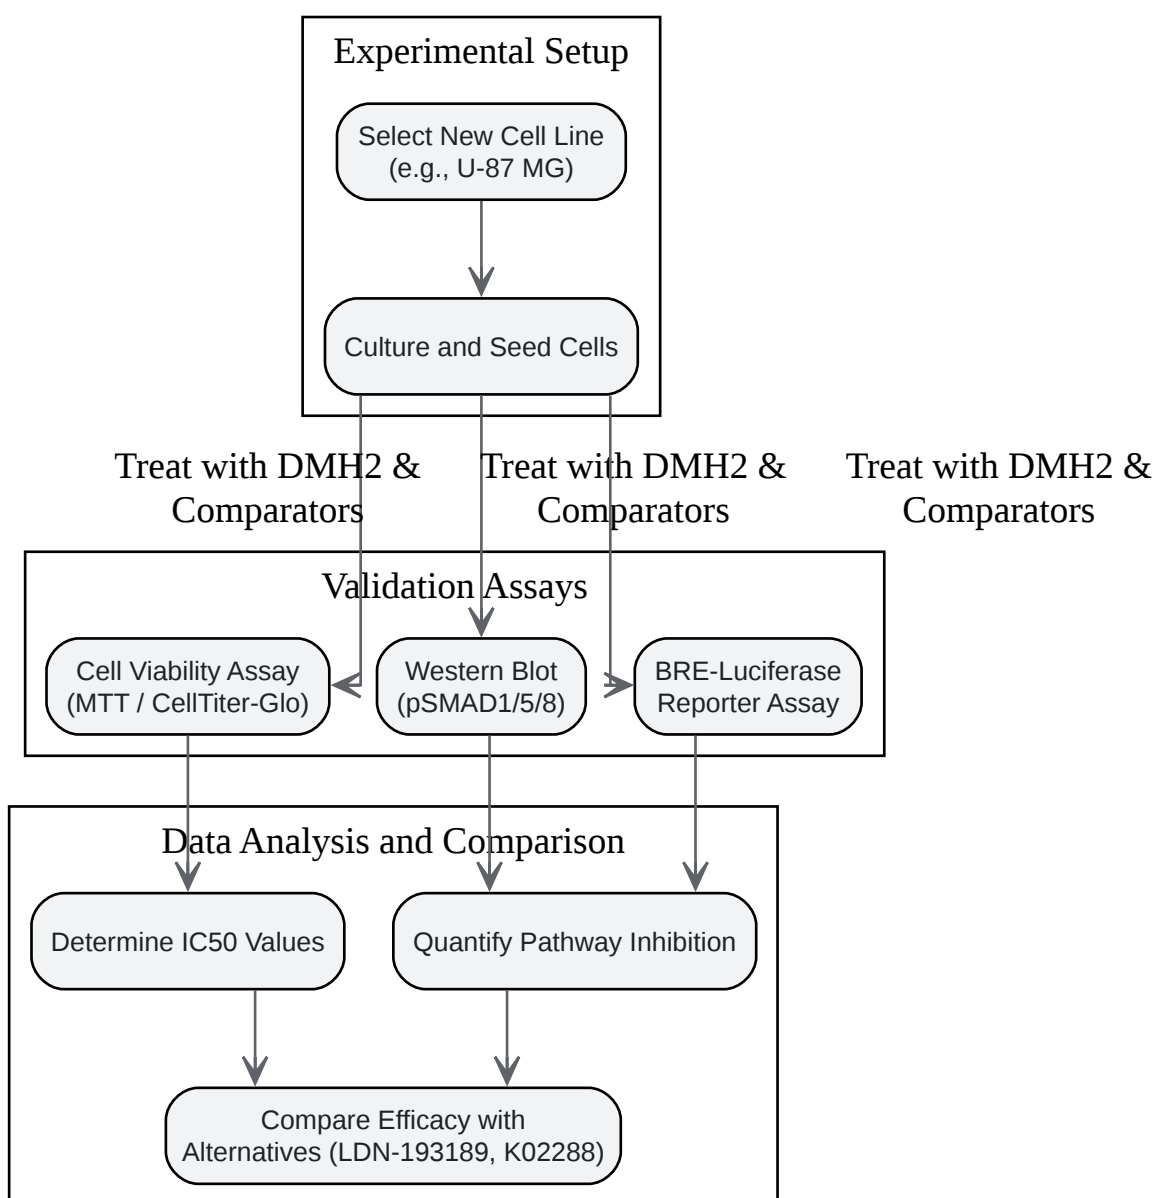 Experimental Setup
Select New Cell Line
(e.g., U-87 MG)
Culture and Seed Cells
Treat with DMH2 &
Comparators
Treat with DMH2 &
Comparators
Treat with DMH2 &
Comparators
Validation Assays
Cell Viability Assay
(MTT / CellTiter-Glo)
Western Blot
(pSMAD1/5/8)
BRE-Luciferase
Reporter Assay
Data Analysis and Comparison
Determine IC50 Values
Quantify Pathway Inhibition
Compare Efficacy with
Alternatives (LDN-193189, K02288)